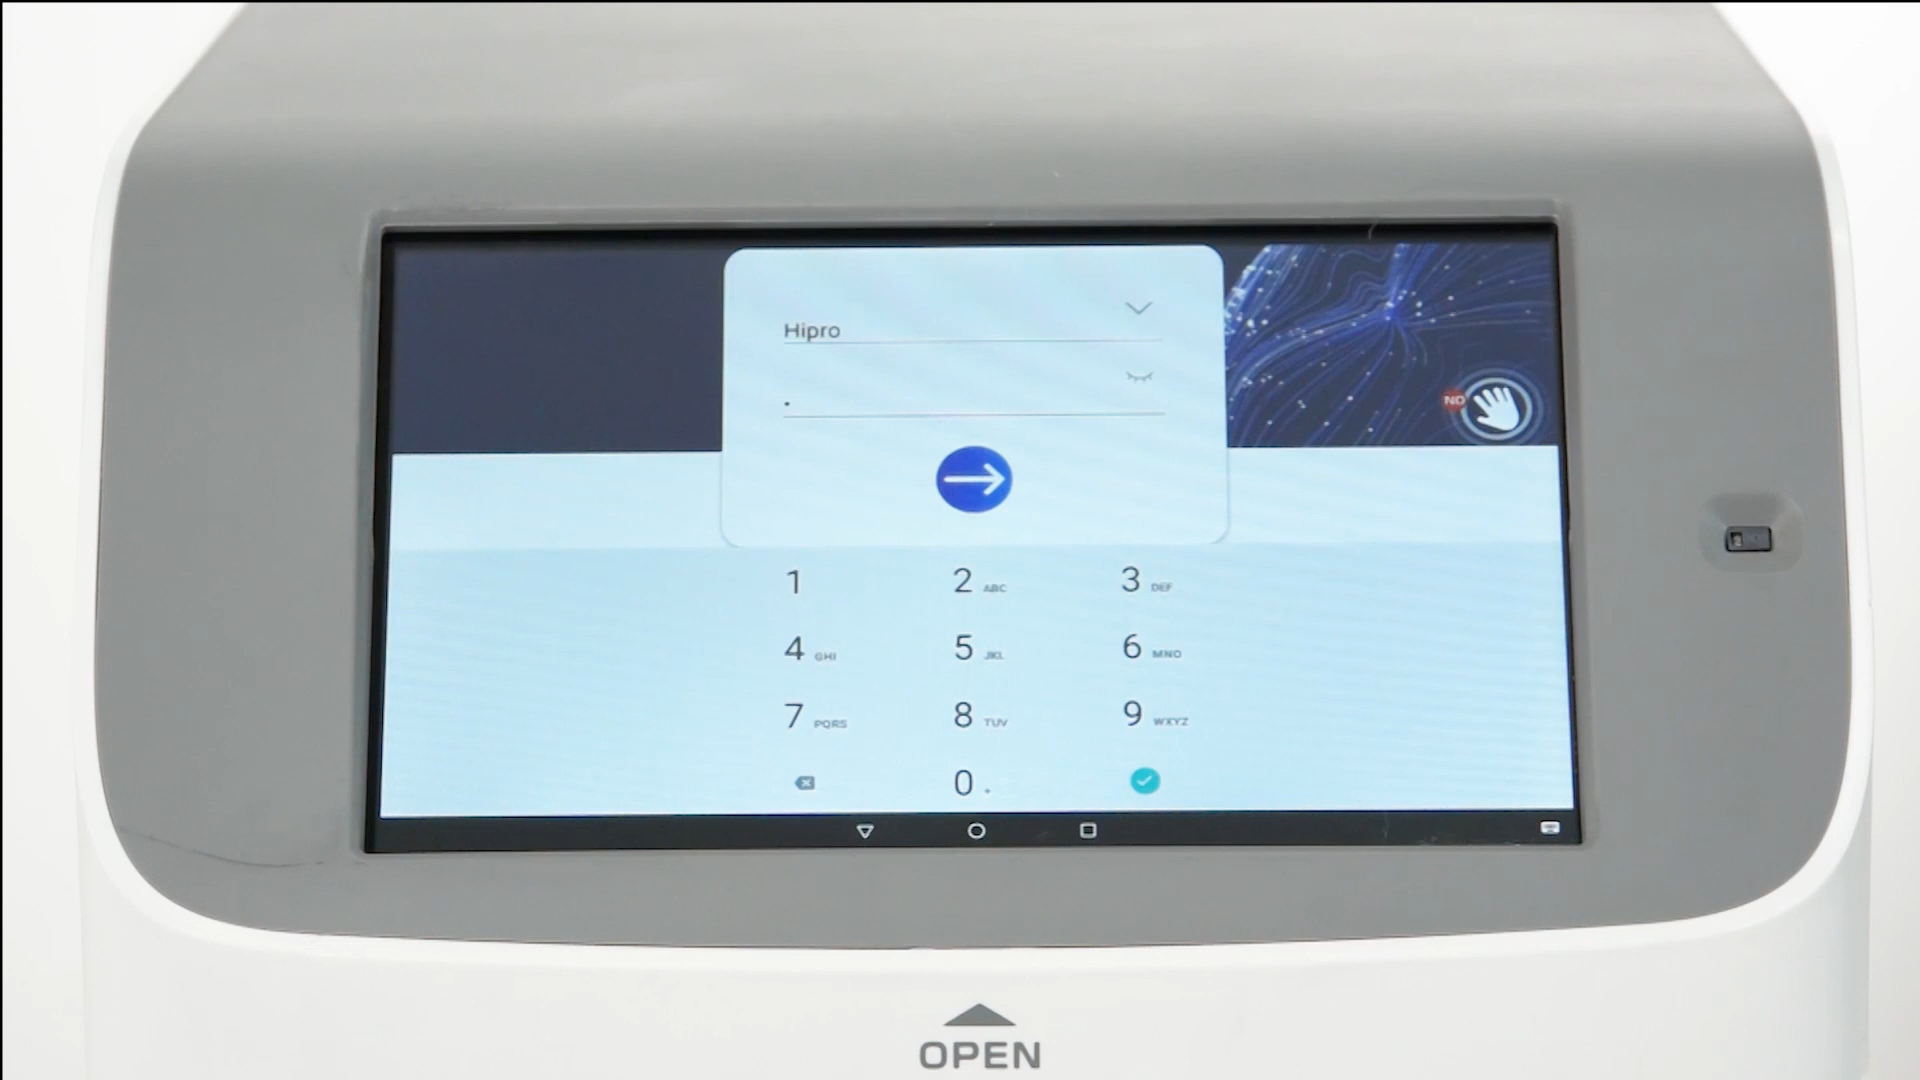 Hipro
•
NO
1 2 ABC 3 DEF
4 GHI 5 JKL 6 MNO
7 PQRS 8 TUV 9 WXYZ
0 +
OPEN